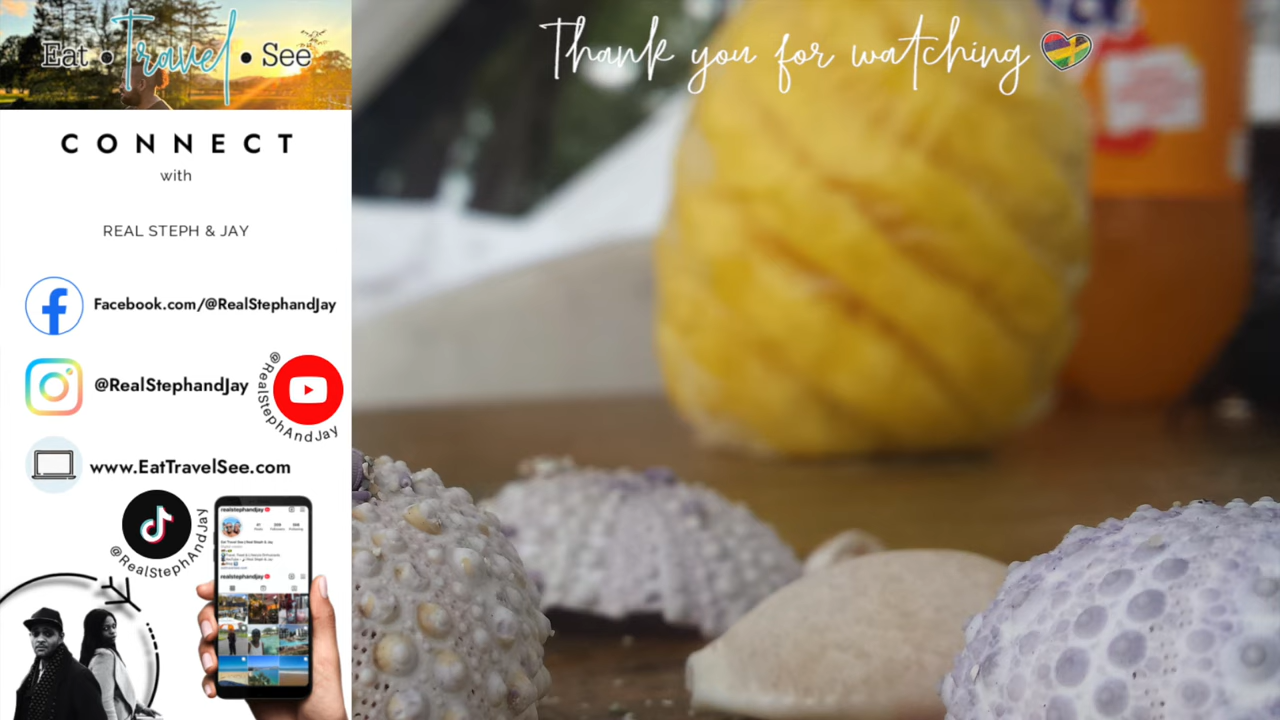 Eat • Travel • See
Thank you for watching
CONNECT
with
REAL STEPH & JAY
Facebook.com/@RealStephandJay
@RealStephandJay
@RealStephAndJay
www.EatTravelSee.com
@RealStephAndJay
realstephandjay
realstephandjay